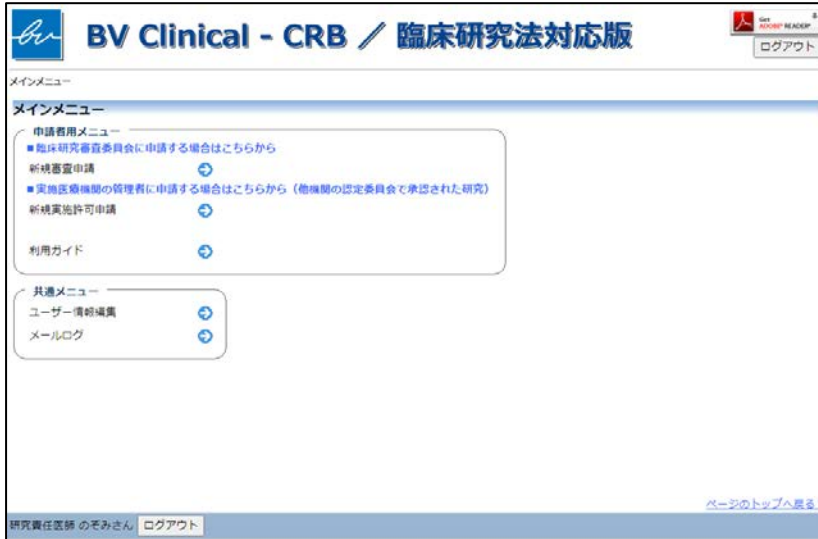 bv
BV Clinical - CRB ／ 臨床研究法対応版
Get
ADOBE® READER®
ログアウト
メインメニュー
メインメニュー
申請者用メニュー
■臨床研究審査委員会に申請する場合はこちらから
新規審査申請
■実施医療機関の管理者に申請する場合はこちらから（他機関の認定委員会で承認された研究）
新規実施許可申請
利用ガイド
共通メニュー
ユーザー情報編集
メールログ
ページのトップへ戻る
研究責任医師 のぞみさん ログアウト